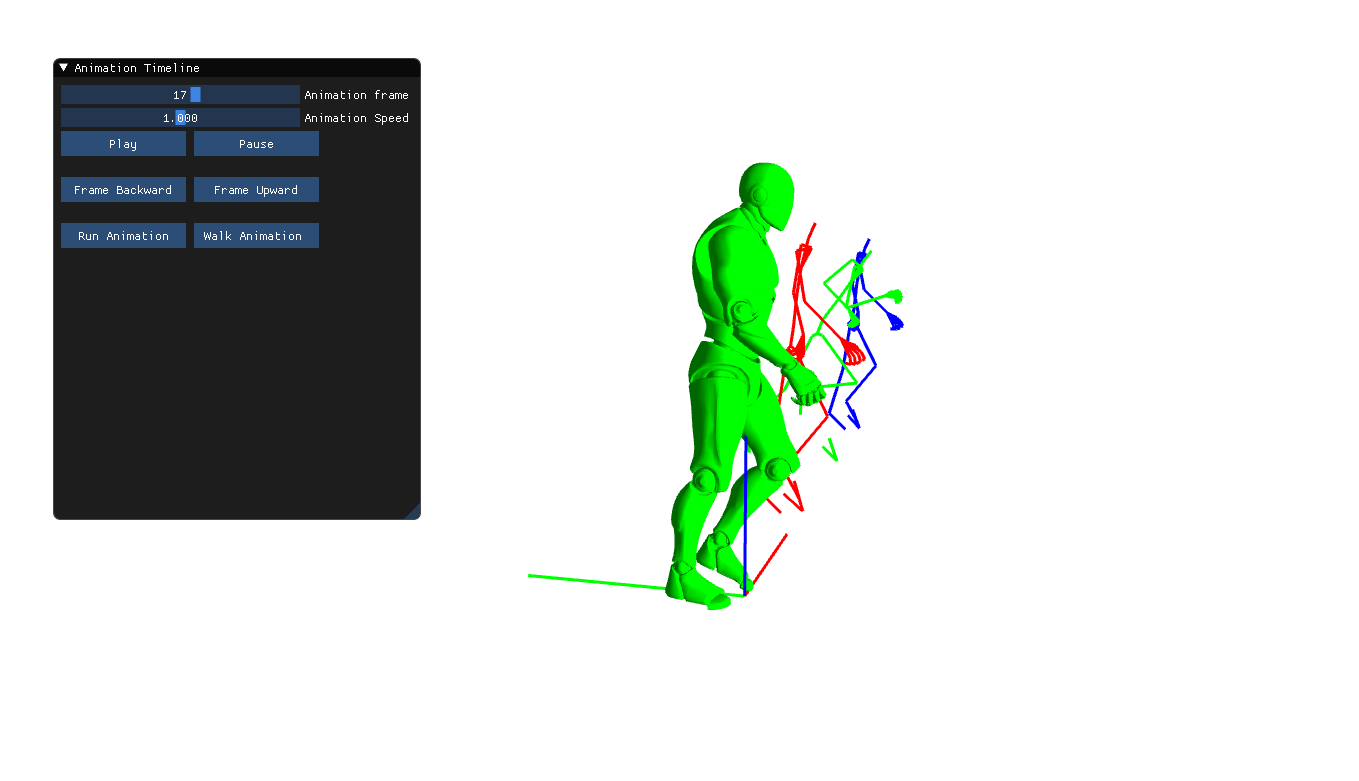 Animation Timeline
17 Animation frame
1.000 Animation Speed
Play Pause
Frame Backward Frame Upward
Run Animation Walk Animation